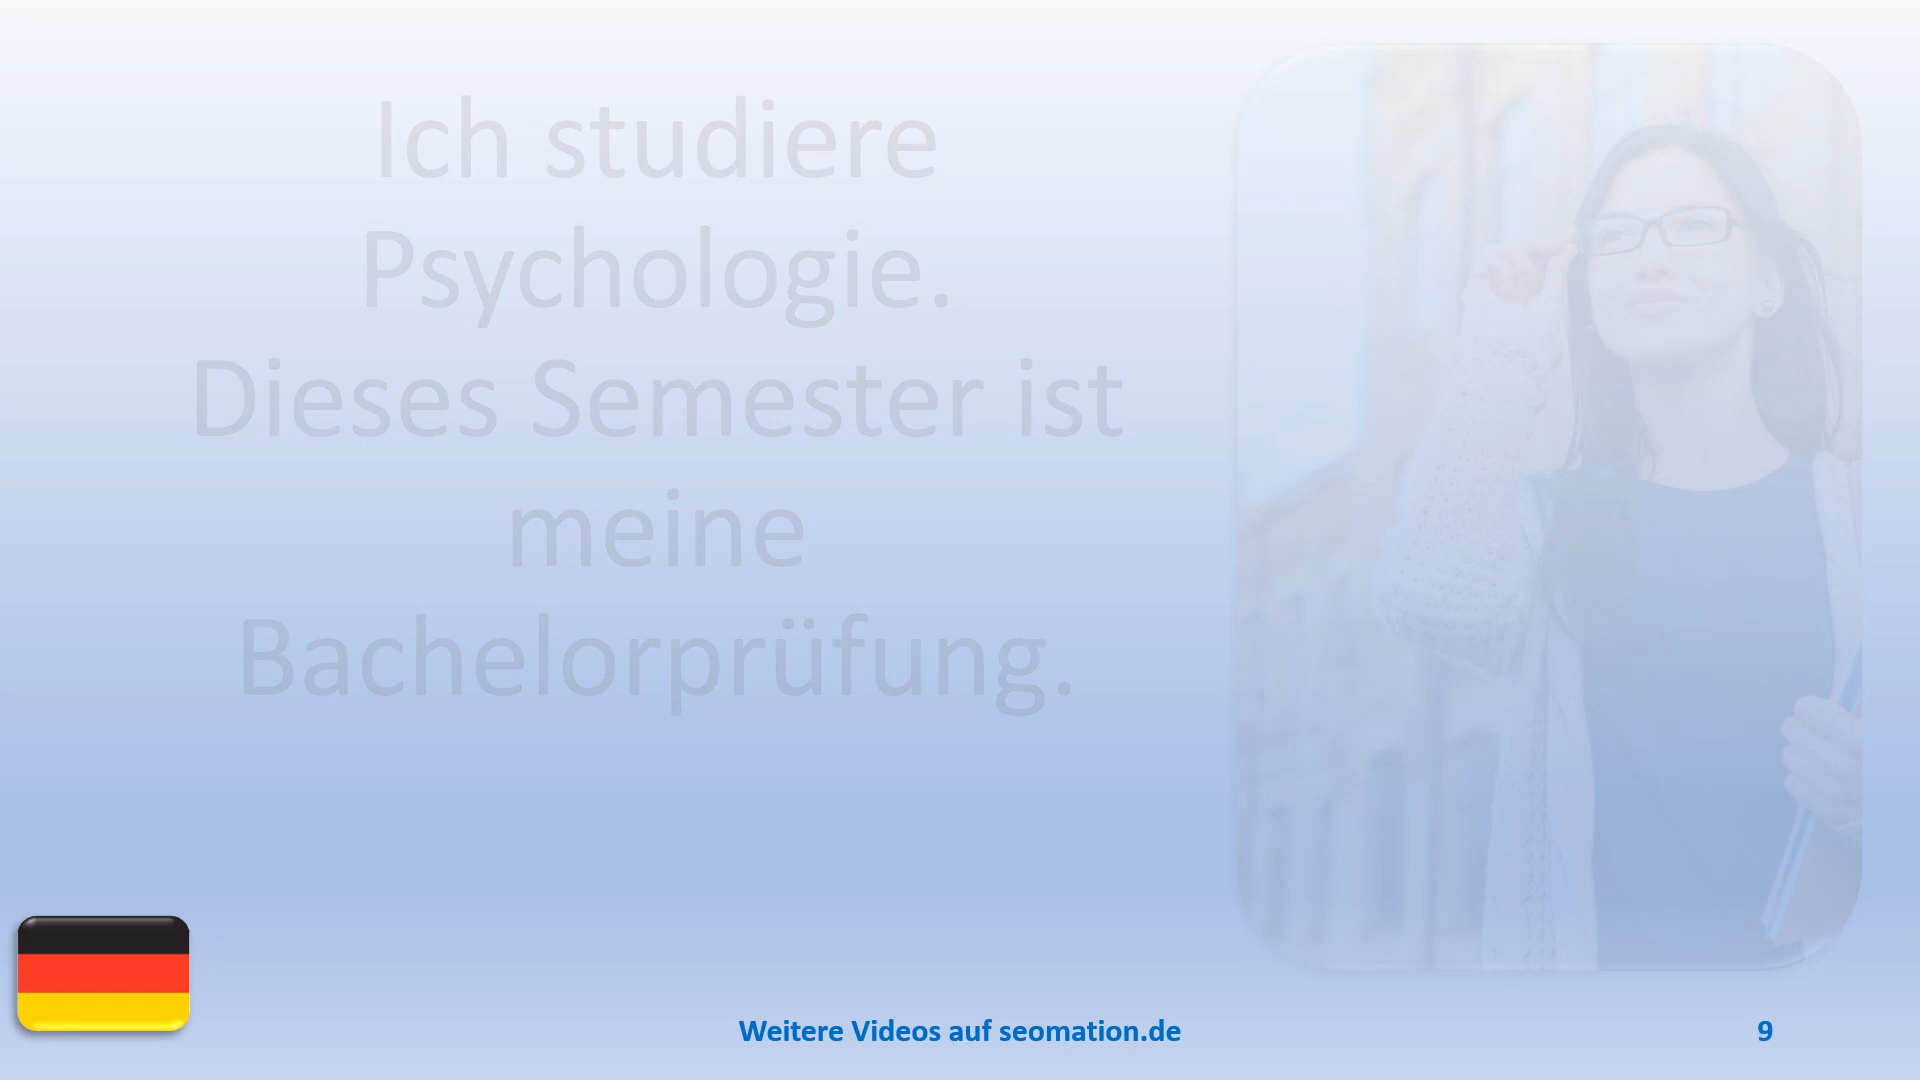 Ich studiere
Psychologie.
Dieses Semester ist
meine
Bachelorprüfung.
Weitere Videos auf seomation.de
9